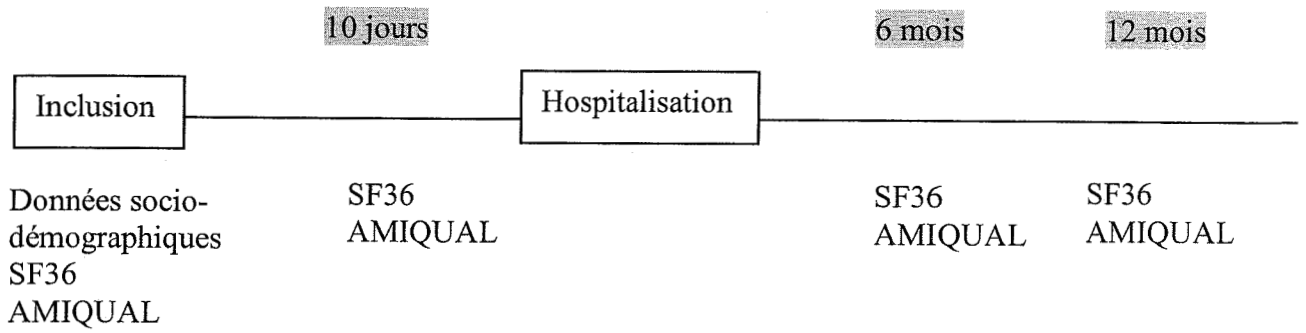 10 jours
6 mois
12 mois
Inclusion
Hospitalisation
Données socio-
démographiques
SF36
AMIQUAL
SF36
AMIQUAL
SF36
AMIQUAL
SF36
AMIQUAL